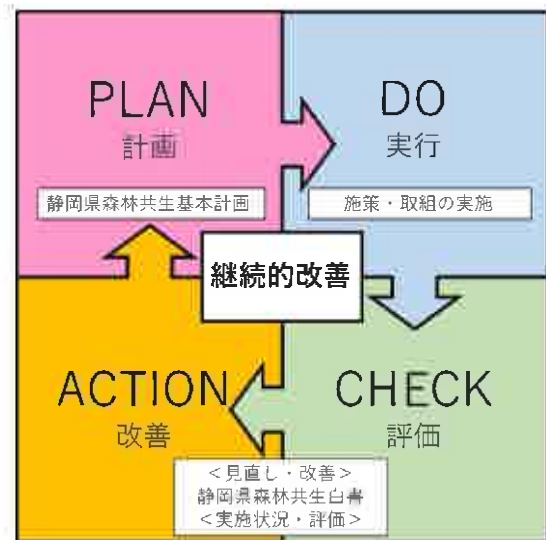 PLAN
計画
静岡県森林共生基本計画
DO
実行
施策・取組の実施
継続的改善
ACTION
改善
CHECK
評価
<見直し・改善>
静岡県森林共生白書
<実施状況・評価>